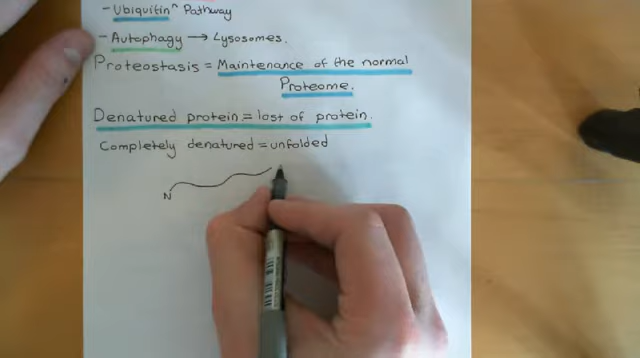 - Ubiquitin^ Pathway
- Autophagy → Lysosomes.
Proteostasis = Maintenance of the normal
Proteome.
Denatured protein = lost of protein.
Completely denatured = unfolded
N